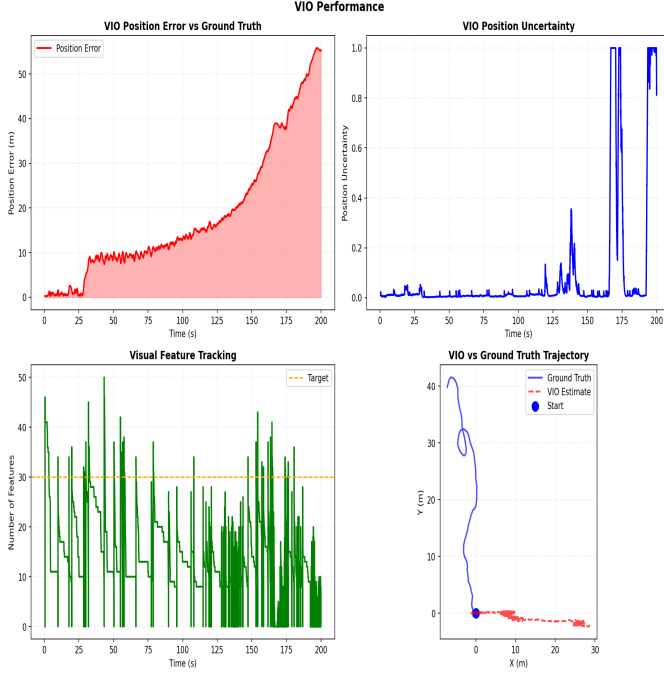 VIO Performance
VIO Position Error vs Ground Truth
Position Error
Position Error (m)
50
40
30
20
10
0
0 25 50 75 100 125 150 175 200
Time (s)
VIO Position Uncertainty
Position Uncertainty
1.0
0.8
0.6
0.4
0.2
0.0
0 25 50 75 100 125 150 175 200
Time (s)
Visual Feature Tracking
Target
Number of Features
50
40
30
20
10
0
0 25 50 75 100 125 150 175 200
Time (s)
VIO vs Ground Truth Trajectory
Ground Truth
VIO Estimate
Start
Y (m)
40
30
20
10
0
0 10 20 30
X (m)